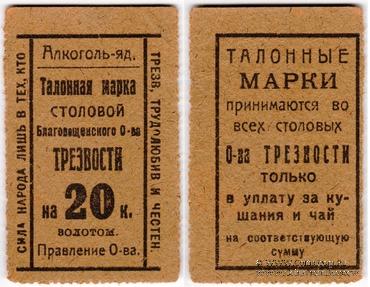 СИЛА НАРОДА ЛИШЬ В ТЕХ, КТО
Алкоголь-яд.
Талонная марка
СТОЛОВОЙ
Благовещенского О-ва
ТРЕЗВОСТИ
на 20 к.
золотом.
Правление О-ва.
ТРЕЗВ, ТРУДОЛЮБИВ И ЧЕСТЕН.
ТАЛОННЫЕ
МАРКИ
принимаются во
всех столовых
О-ва ТРЕЗВОСТИ
ТОЛЬКО
в уплату за ку-
шания и чай
на соответствующую
сумму